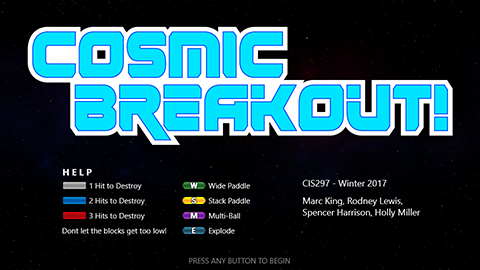 COSMIC
BREAKOUT!
HELP
1 Hit to Destroy
2 Hits to Destroy
3 Hits to Destroy
Dont let the blocks get too low!
W Wide Paddle
S Stack Paddle
M Multi-Ball
E Explode
CIS297 - Winter 2017
Marc King, Rodney Lewis,
Spencer Harrison, Holly Miller
PRESS ANY BUTTON TO BEGIN